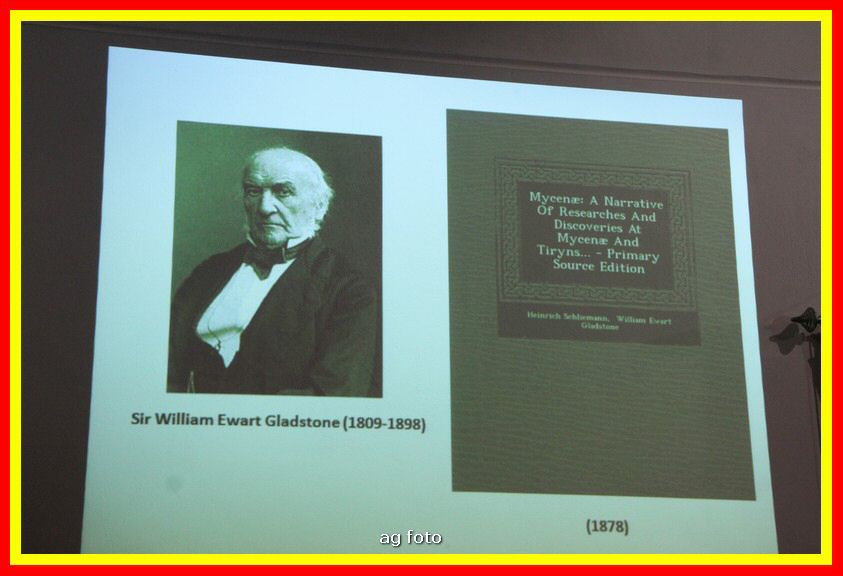 Mycenæ: A Narrative
Of Researches And
Discoveries At
Mycenæ And
Tiryns... - Primary
Source Edition
Heinrich Schliemann, William Ewart
Gladstone
Sir William Ewart Gladstone (1809-1898)
(1878)
ag foto